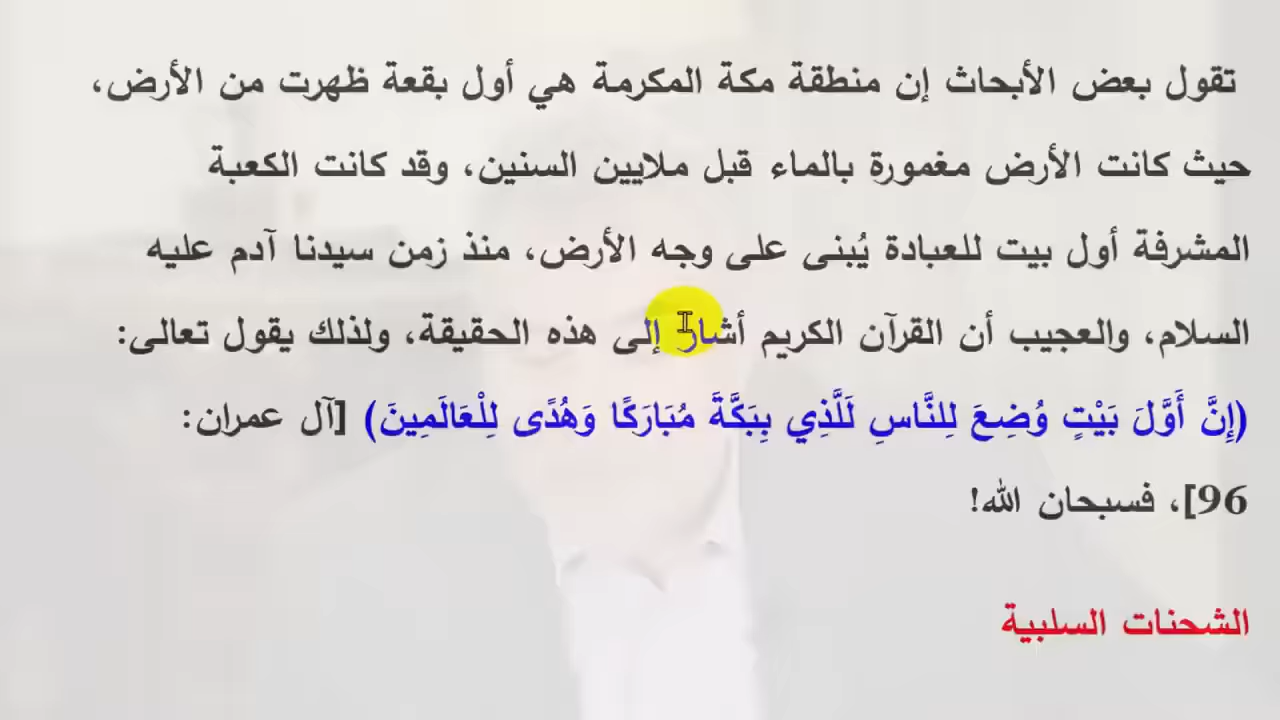 تقول بعض الأبحاث إن منطقة مكة المكرمة هي أول بقعة ظهرت من الأرض،
حيث كانت الأرض مغمورة بالماء قبل ملايين السنين، وقد كانت الكعبة
المشرفة أول بيت للعبادة يُبنى على وجه الأرض، منذ زمن سيدنا آدم عليه
السلام، والعجيب أن القرآن الكريم أشار إلى هذه الحقيقة، ولذلك يقول تعالى:
(إِنَّ أَوَّلَ بَيْتٍ وُضِعَ لِلنَّاسِ لَلَّذِي بِبَكَّةَ مُبَارَكًا وَهُدًى لِلْعَالَمِينَ) [آل عمران:
96]، فسبحان الله!
الشحنات السلبية